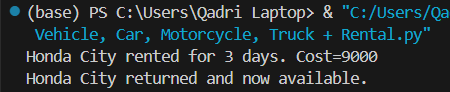 (base) PS C:\Users\Qadri Laptop> & "C:/Users/Qa
Vehicle, Car, Motorcycle, Truck + Rental.py"
Honda City rented for 3 days. Cost=9000
Honda City returned and now available.